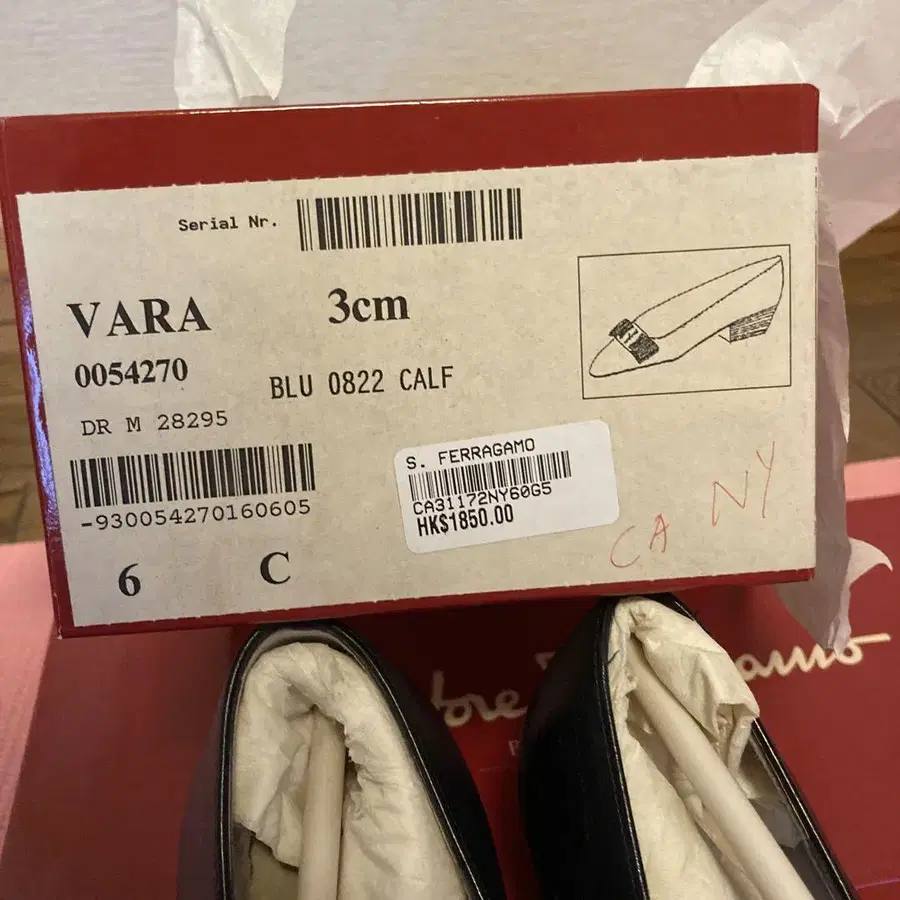 Serial Nr.
VARA 3cm
0054270
BLU 0822 CALF
DR M 28295
-930054270160605
6 C
S. FERRAGAMO
CA31172NY60G5
HK$1850.00
CA NY